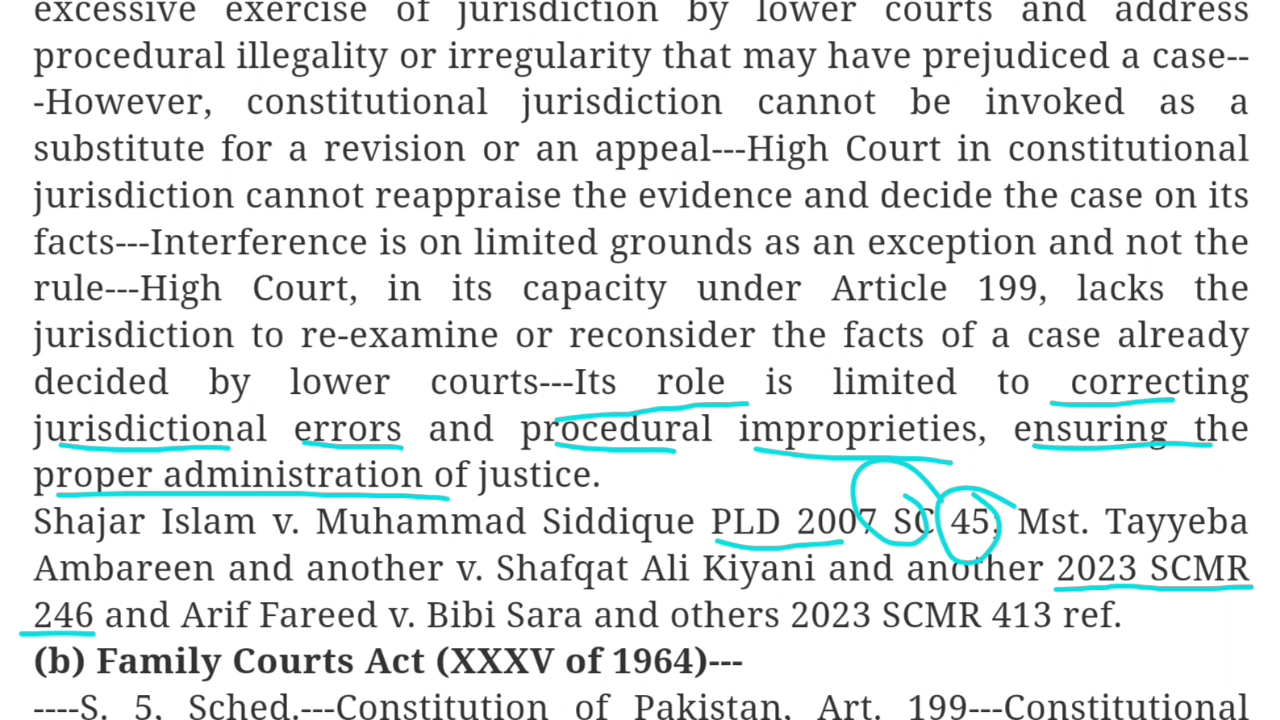 excessive exercise of jurisdiction by lower courts and address
procedural illegality or irregularity that may have prejudiced a case--
-However, constitutional jurisdiction cannot be invoked as a
substitute for a revision or an appeal---High Court in constitutional
jurisdiction cannot reappraise the evidence and decide the case on its
facts---Interference is on limited grounds as an exception and not the
rule---High Court, in its capacity under Article 199, lacks the
jurisdiction to re-examine or reconsider the facts of a case already
decided by lower courts---Its role is limited to correcting
jurisdictional errors and procedural improprieties, ensuring the
proper administration of justice.
Shajar Islam v. Muhammad Siddique PLD 2007 SC 45, Mst. Tayyeba
Ambareen and another v. Shafqat Ali Kiyani and another 2023 SCMR
246 and Arif Fareed v. Bibi Sara and others 2023 SCMR 413 ref.
(b) Family Courts Act (XXXV of 1964)---
----S. 5, Sched.---Constitution of Pakistan, Art. 199---Constitutional